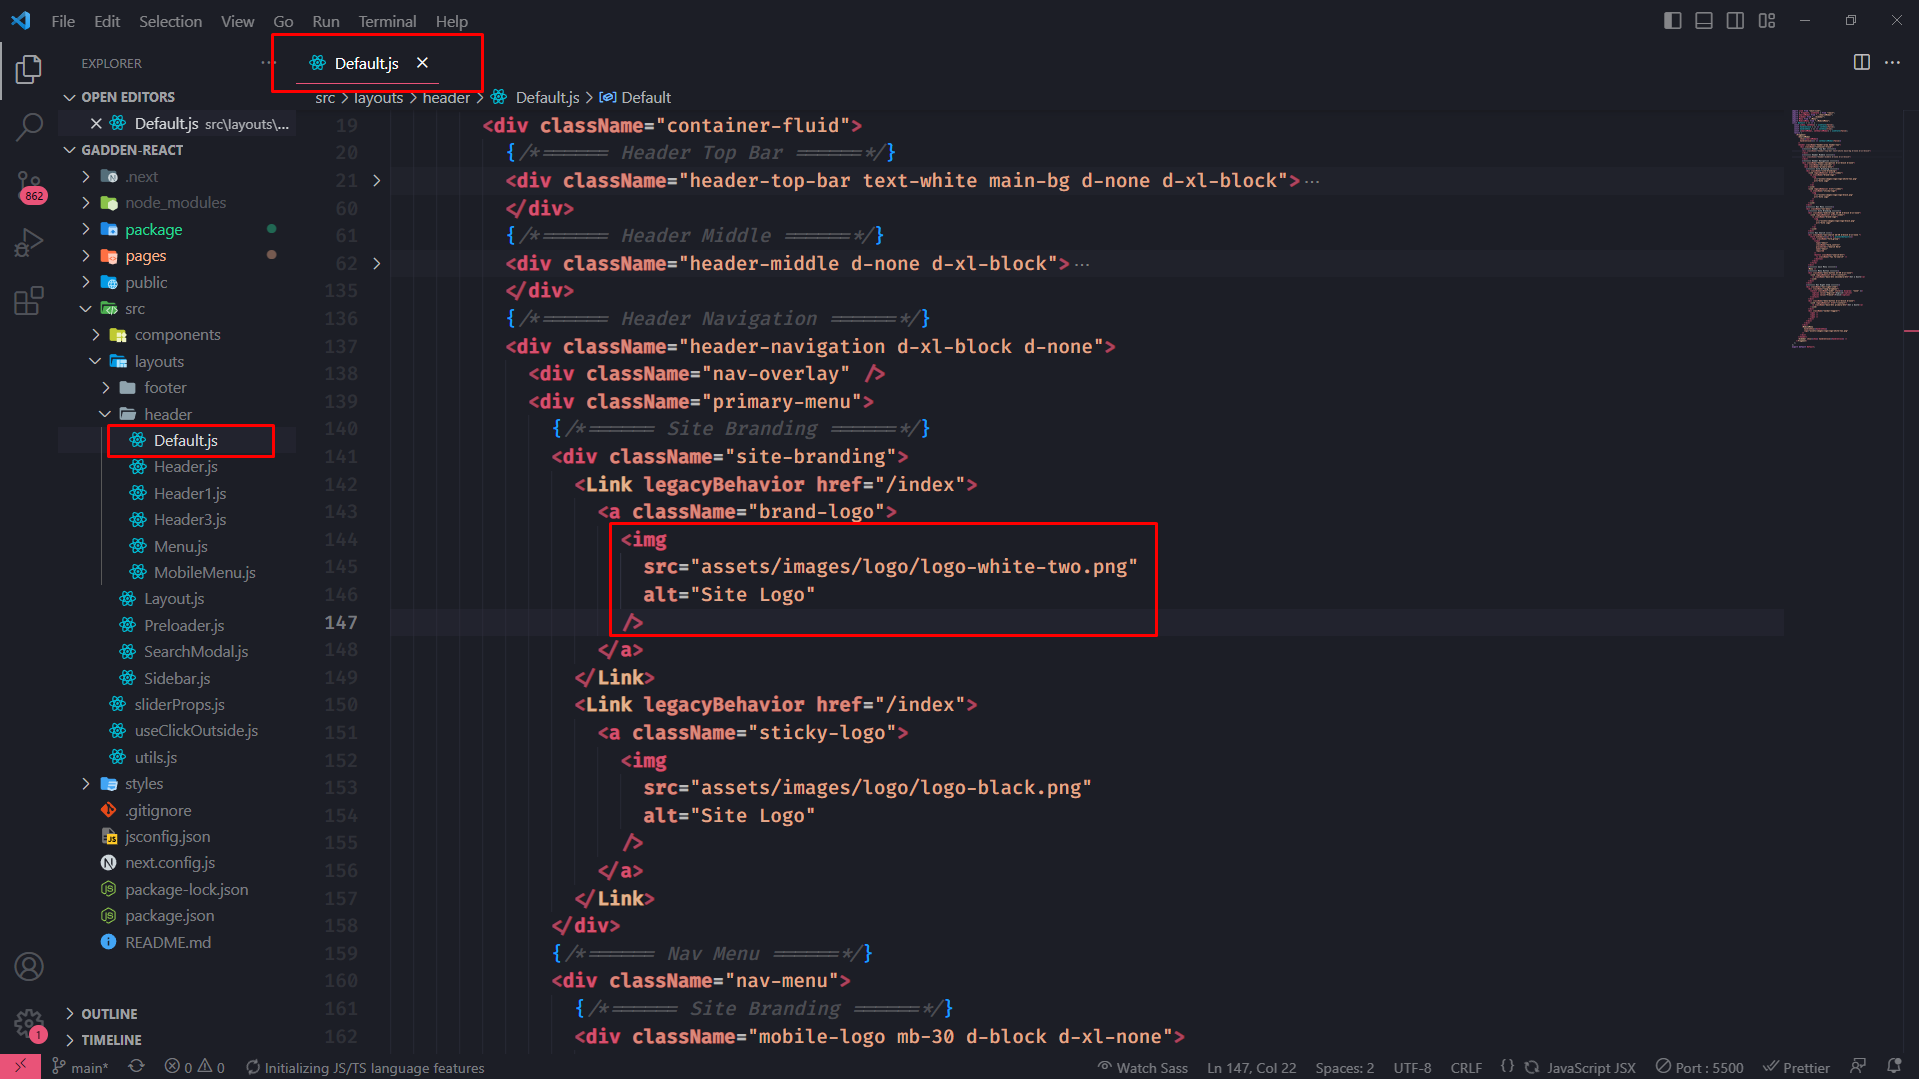 File Edit Selection View Go Run Terminal Help
EXPLORER
Default.js
OPEN EDITORS
Default.js src\layouts\...
GADDEN-REACT
.next
node_modules
package
pages
public
src
components
layouts
footer
header
Default.js
Header.js
Header1.js
Header3.js
Menu.js
MobileMenu.js
Layout.js
Preloader.js
SearchModal.js
Sidebar.js
sliderProps.js
useClickOutside.js
utils.js
styles
.gitignore
jsconfig.json
next.config.js
package-lock.json
package.json
README.md
OUTLINE
TIMELINE
862
1
src > layouts > header > Default.js > Default
19 <div className="container-fluid">
20 {/*====== Header Top Bar ======*/}
21 <div className="header-top-bar text-white main-bg d-none d-xl-block">...
60 </div>
61 {/*====== Header Middle ======*/}
62 <div className="header-middle d-none d-xl-block">...
135 </div>
136 {/*====== Header Navigation ======*/}
137 <div className="header-navigation d-xl-block d-none">
138 <div className="nav-overlay" />
139 <div className="primary-menu">
140 {/*====== Site Branding ======*/}
141 <div className="site-branding">
142 <Link legacyBehavior href="/index">
143 <a className="brand-logo">
144 <img
145 src="assets/images/logo/logo-white-two.png"
146 alt="Site Logo"
147 />
148 </a>
149 </Link>
150 <Link legacyBehavior href="/index">
151 <a className="sticky-logo">
152 <img
153 src="assets/images/logo/logo-black.png"
154 alt="Site Logo"
155 />
156 </a>
157 </Link>
158 </div>
159 {/*====== Nav Menu ======*/}
160 <div className="nav-menu">
161 {/*====== Site Branding ======*/}
162 <div className="mobile-logo mb-30 d-block d-xl-none">
main* 0 0 Initializing JS/TS language features Watch Sass Ln 147, Col 22 Spaces: 2 UTF-8 CRLF {} JavaScript JSX Port : 5500 Prettier